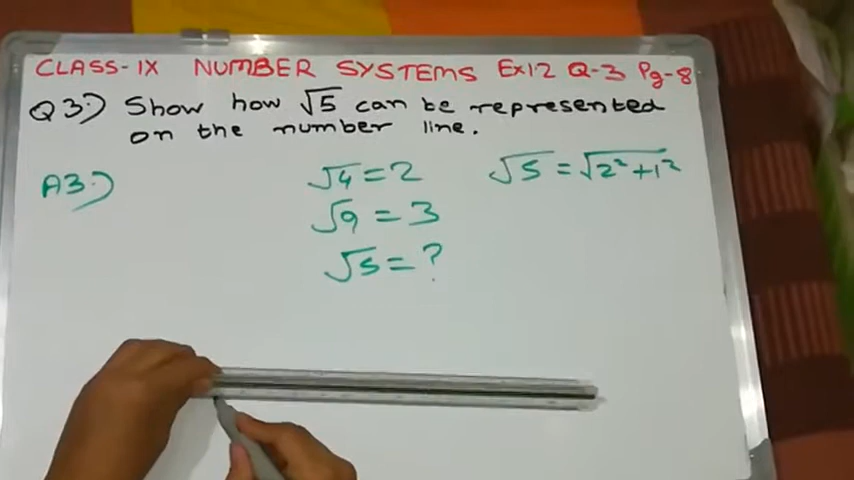 CLASS-IX NUMBER SYSTEMS Ex1.2 Q-3 Pg-8
Q3:) Show how √5 can be represented
on the number line.
A3:)
√4 = 2
√9 = 3
√5 = ?
√5 = √2² + 1²